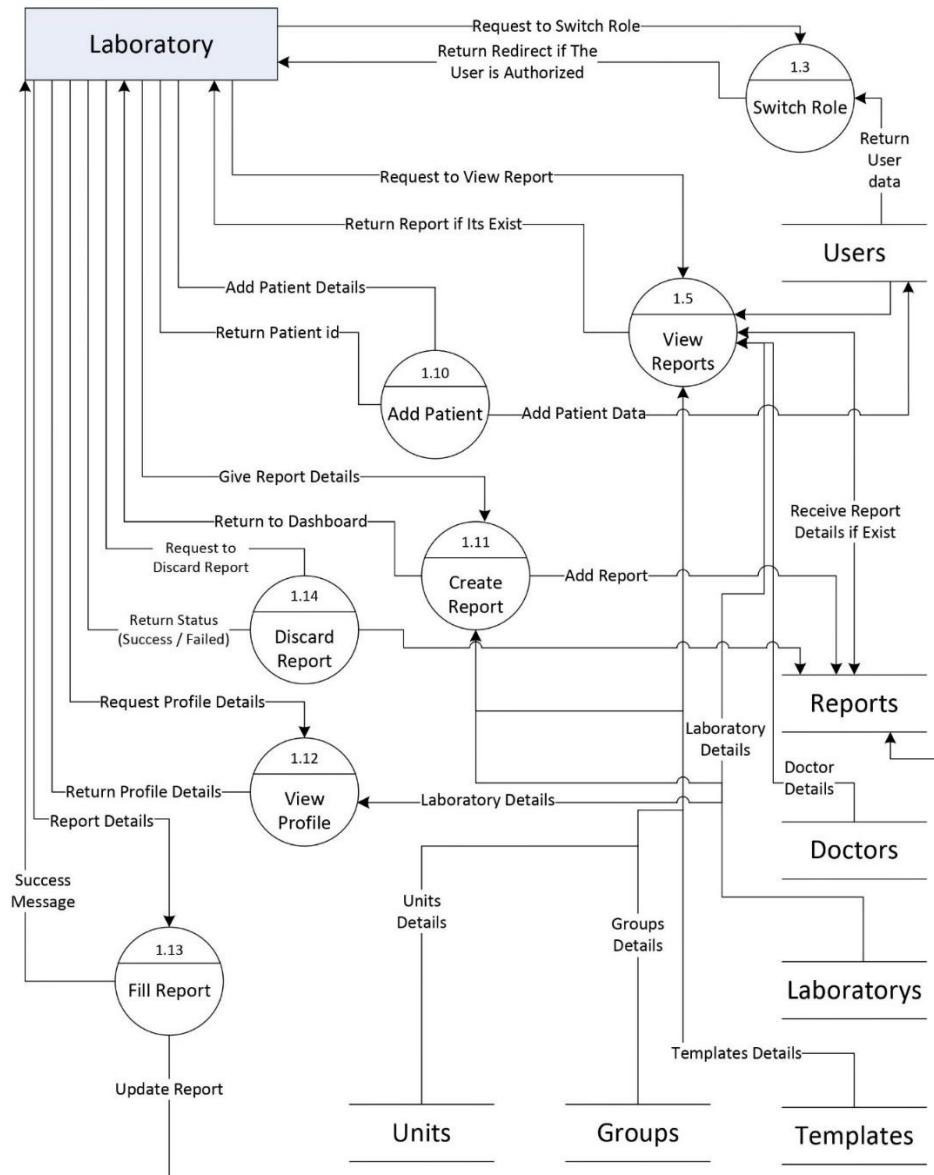 Laboratory
Request to Switch Role
Return Redirect if The
User is Authorized
1.3
Switch Role
Return
User
data
Request to View Report
Return Report if Its Exist
Users
Add Patient Details
1.5
View
Reports
Return Patient id
1.10
Add Patient
Add Patient Data
Give Report Details
Return to Dashboard
Receive Report
Details if Exist
1.11
Create
Report
Add Report
Request to
Discard Report
1.14
Discard
Report
Return Status
(Success / Failed)
Request Profile Details
Reports
Laboratory
Details
1.12
View
Profile
Return Profile Details
Laboratory Details
Doctor
Details
Report Details
Doctors
Success
Message
Units
Details
Groups
Details
1.13
Fill Report
Laboratorys
Templates Details
Update Report
Units
Groups
Templates